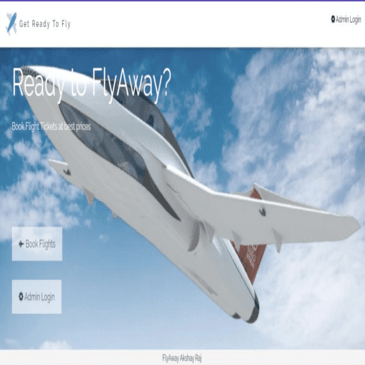 Get Ready To Fly
Admin Login
Ready to FlyAway?
Book Flight Tickets at best prices
Book Flights
Admin Login
FlyAway Akshay Raj